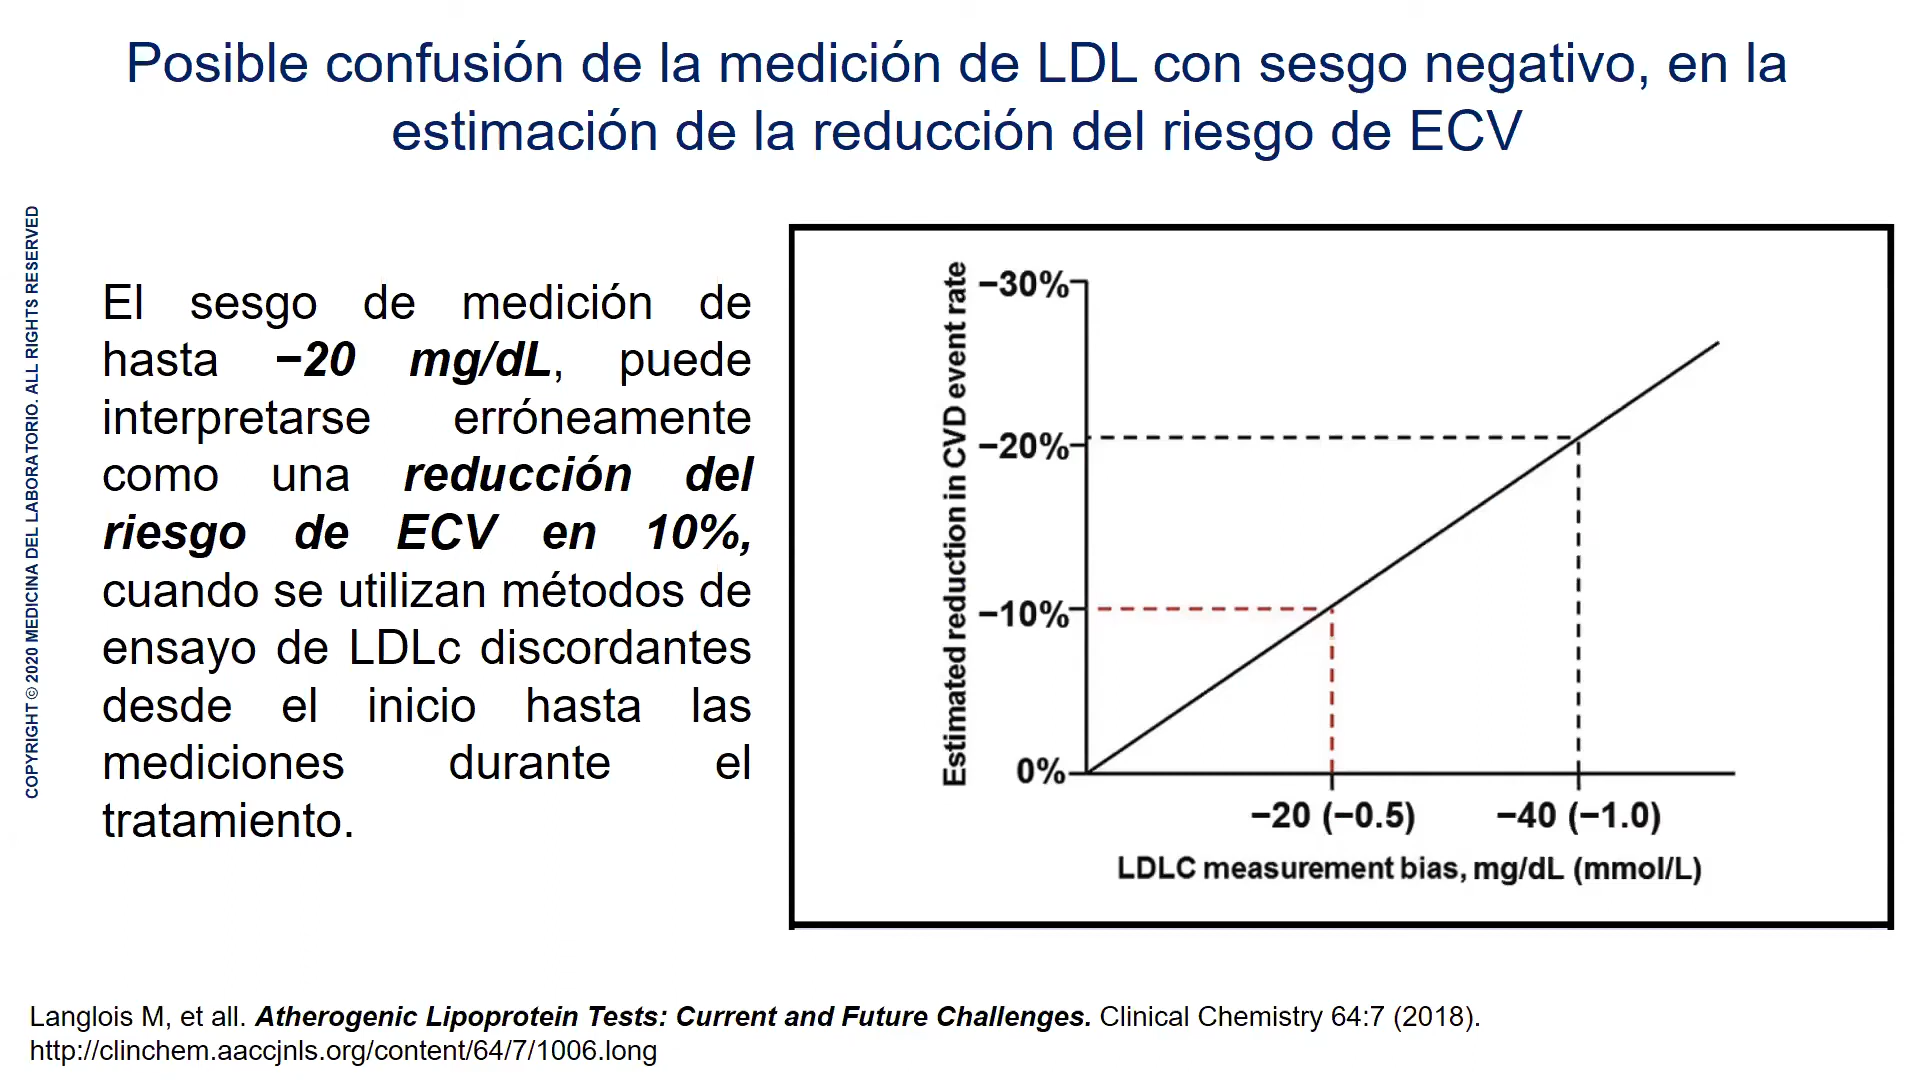 Posible confusión de la medición de LDL con sesgo negativo, en la
estimación de la reducción del riesgo de ECV
COPYRIGHT © 2020 MEDICINA DEL LABORATORIO. ALL RIGHTS RESERVED
El sesgo de medición de
hasta −20 mg/dL, puede
interpretarse erróneamente
como una reducción del
riesgo de ECV en 10%,
cuando se utilizan métodos de
ensayo de LDLc discordantes
desde el inicio hasta las
mediciones durante el
tratamiento.
Estimated reduction in CVD event rate
−30%
−20%
−10%
0%
−20 (−0.5)
−40 (−1.0)
LDLC measurement bias, mg/dL (mmol/L)
Langlois M, et all. Atherogenic Lipoprotein Tests: Current and Future Challenges. Clinical Chemistry 64:7 (2018).
http://clinchem.aaccjnls.org/content/64/7/1006.long